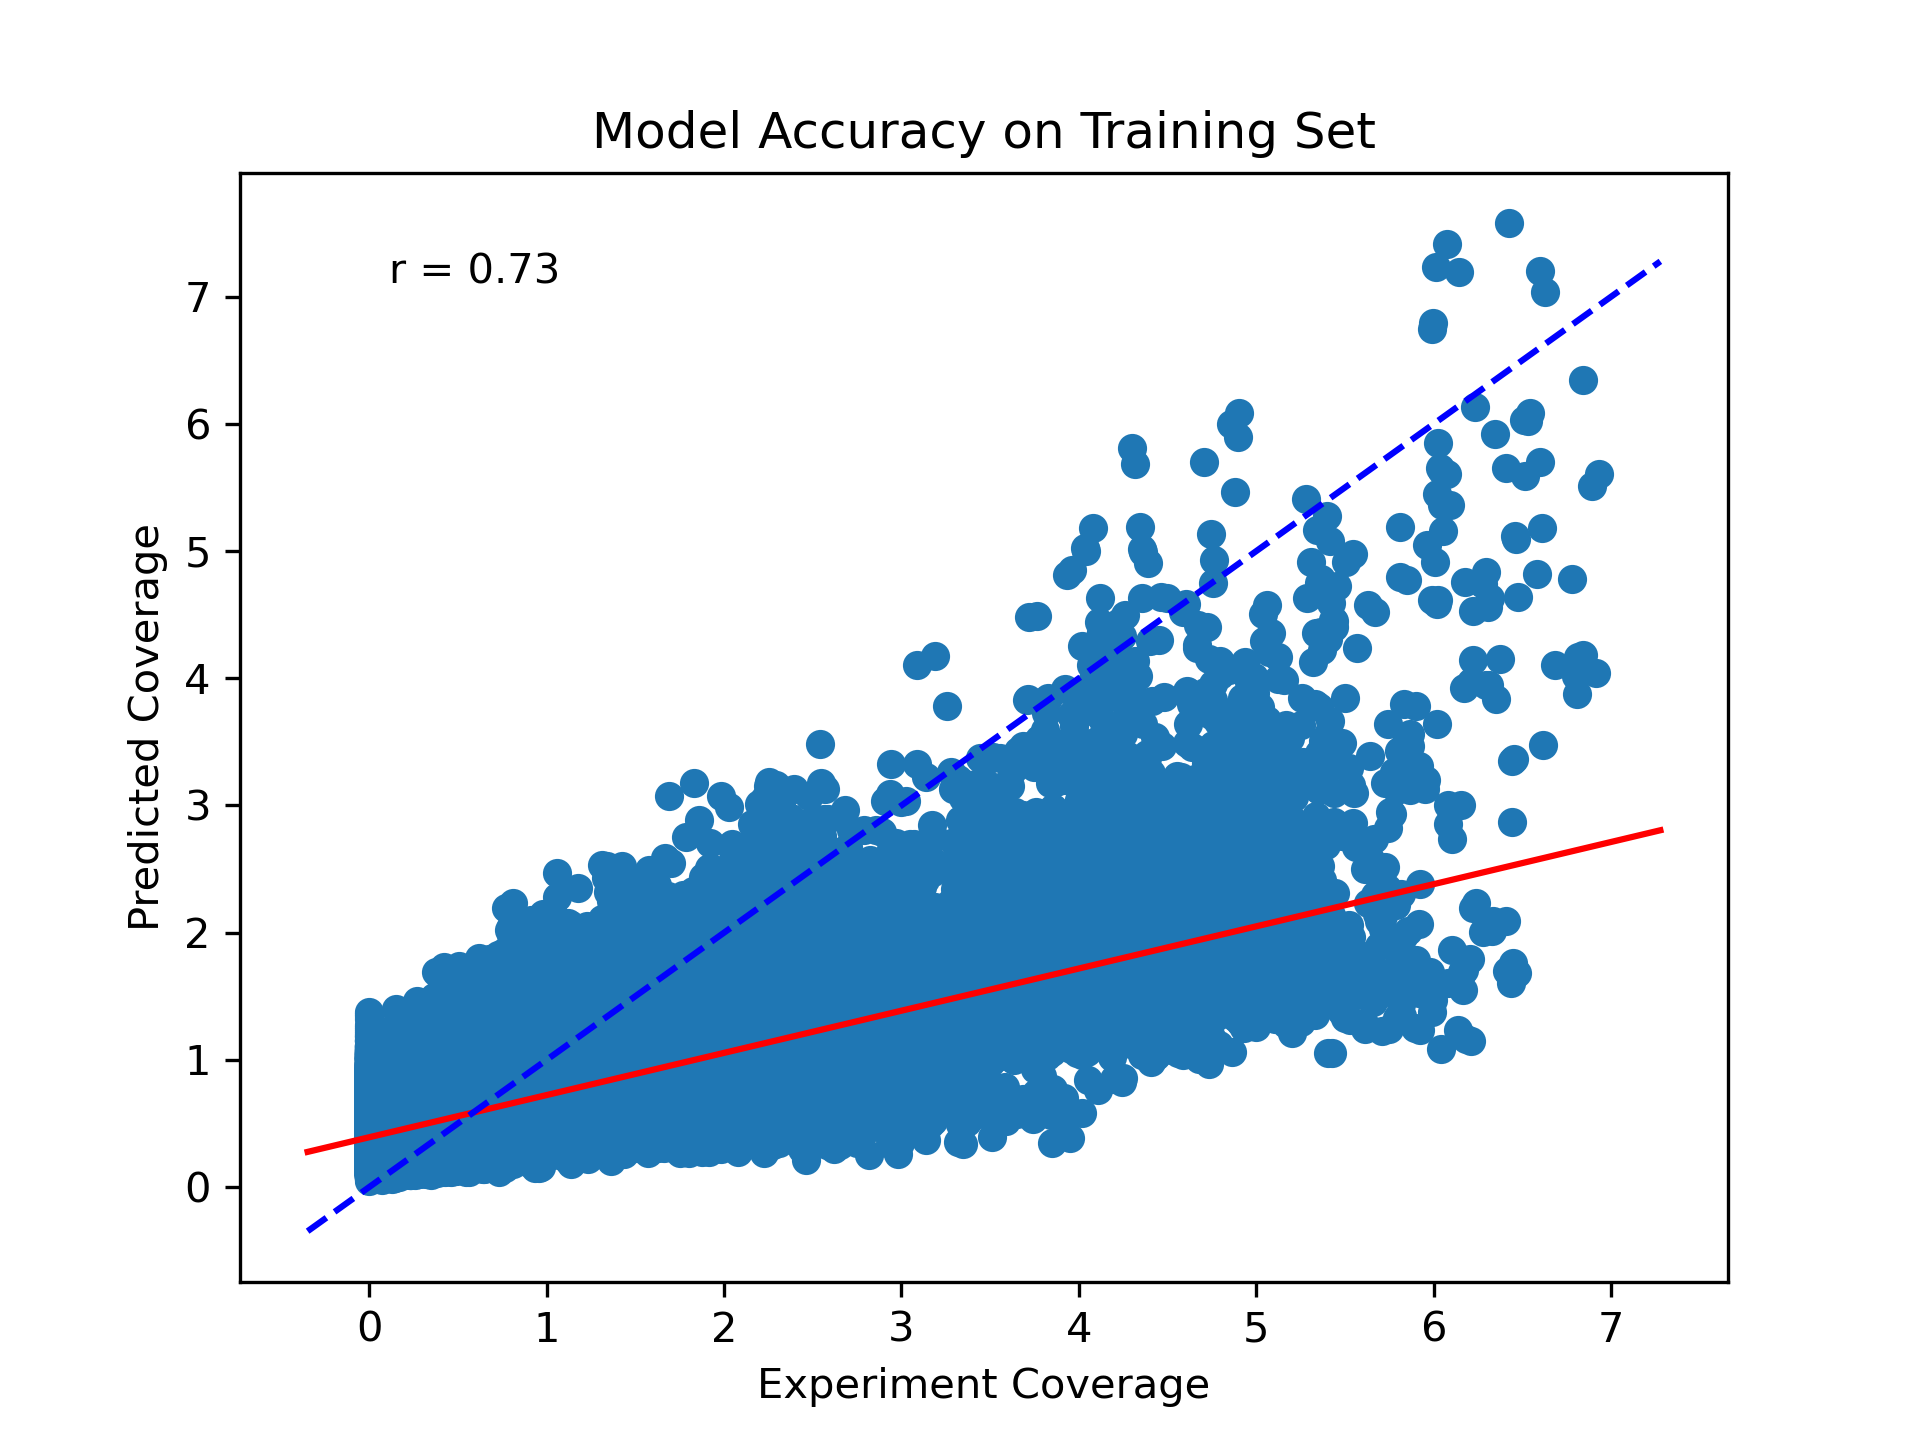 Model Accuracy on Training Set
r = 0.73
7
6
5
4
3
2
1
0
Predicted Coverage
0 1 2 3 4 5 6 7
Experiment Coverage